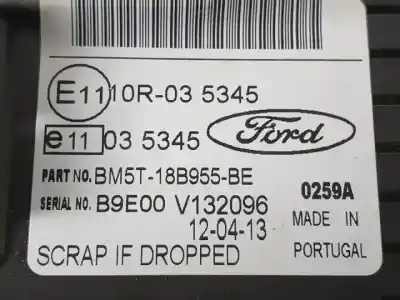 E11 10R-03 5345
e11 03 5345 Ford
PART NO. BM5T-18B955-BE
SERIAL NO. B9E00 V132096 0259A
12-04-13 MADE IN
SCRAP IF DROPPED PORTUGAL